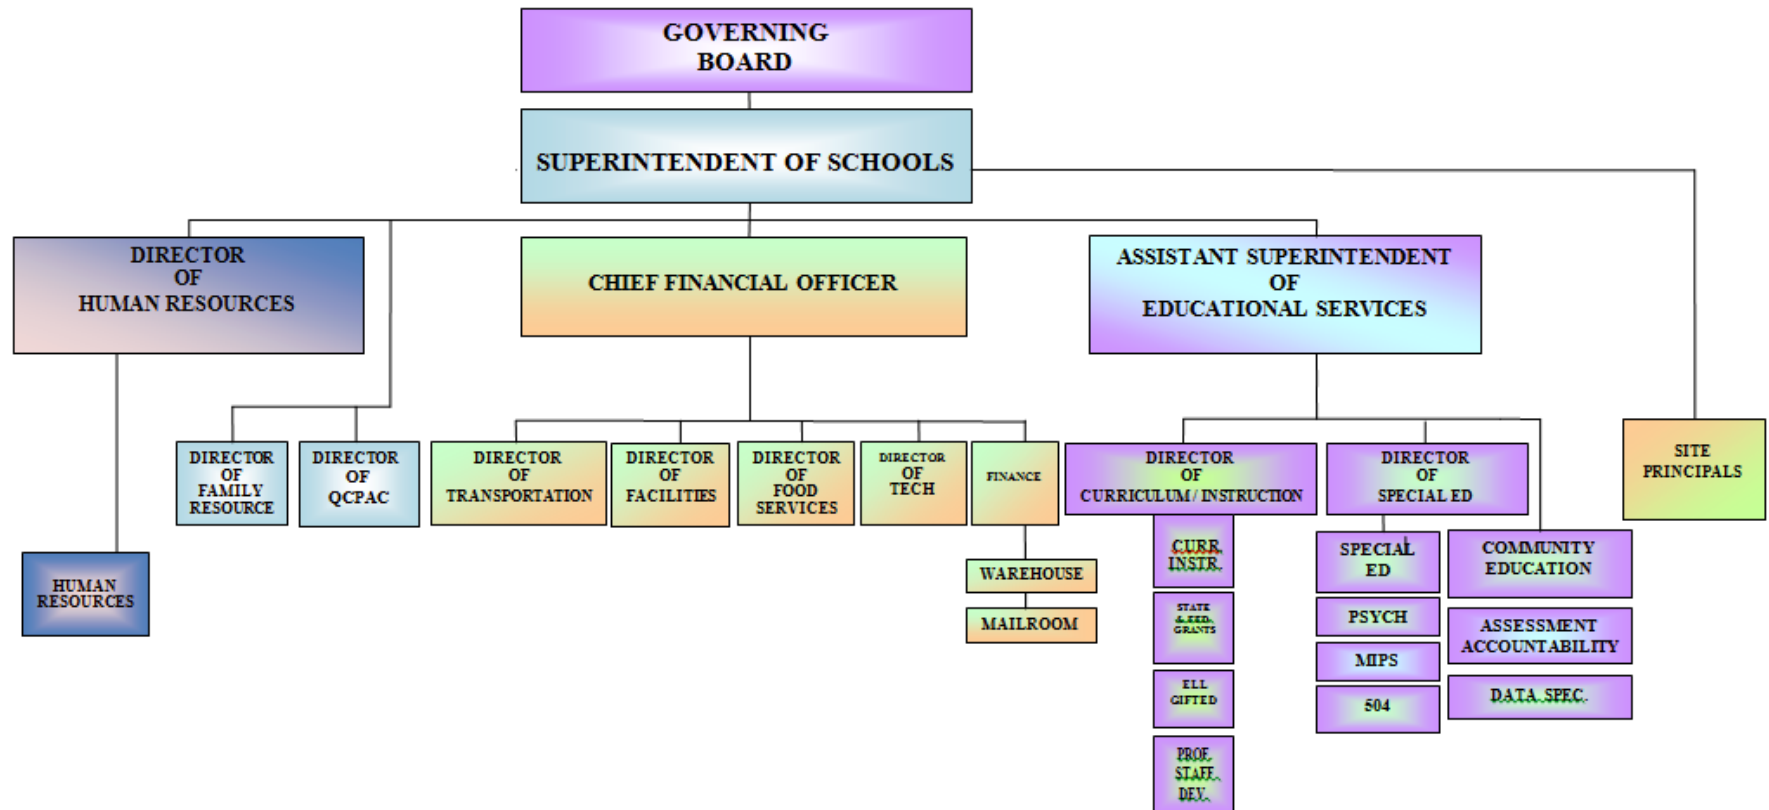 GOVERNING
BOARD
SUPERINTENDENT OF SCHOOLS
DIRECTOR
OF
HUMAN RESOURCES
CHIEF FINANCIAL OFFICER
ASSISTANT SUPERINTENDENT
OF
EDUCATIONAL SERVICES
DIRECTOR
OF
FAMILY
RESOURCE
DIRECTOR
OF
QCPAC
DIRECTOR
OF
TRANSPORTATION
DIRECTOR
OF
FACILITIES
DIRECTOR
OF
FOOD
SERVICES
DIRECTOR
OF
TECH
FINANCE
DIRECTOR
OF
CURRICULUM / INSTRUCTION
DIRECTOR
OF
SPECIAL ED
SITE
PRINCIPALS
HUMAN
RESOURCES
WAREHOUSE
MAILROOM
CURR.
INSTR.
STATE
& FED.
GRANTS
ELL
GIFTED
PROF.
STAFF.
DEV.
SPECIAL
ED
PSYCH
MIPS
504
COMMUNITY
EDUCATION
ASSESSMENT
ACCOUNTABILITY
DATA SPEC.